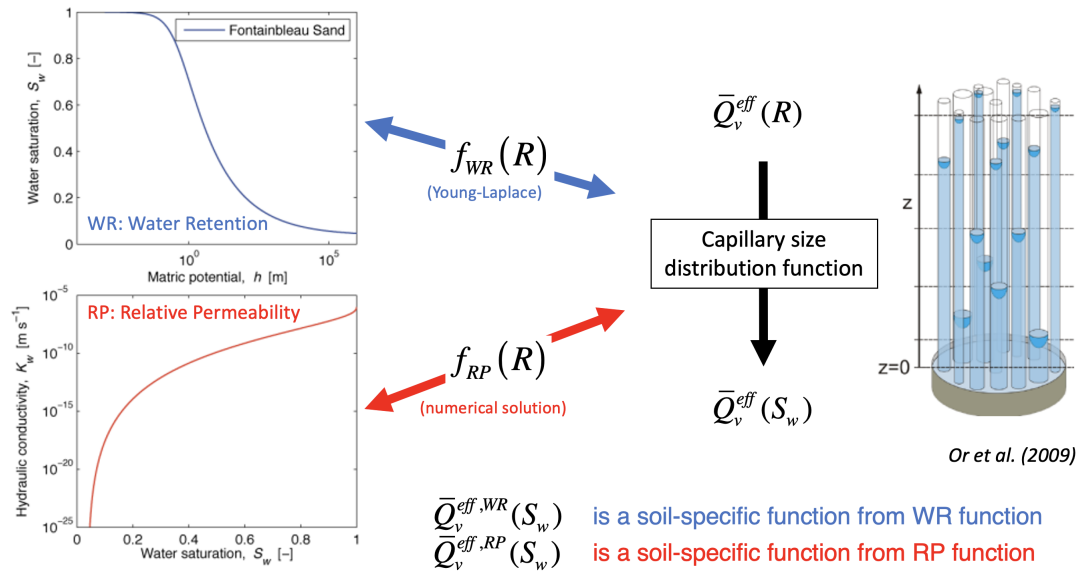 1
0.8
0.6
0.4
0.2
0
Water saturation, S_w [–]
Fontainbleau Sand
WR: Water Retention
10^0
10^5
Matric potential, h [m]
10^-5
10^-10
10^-15
10^-20
10^-25
Hydraulic conductivity, K_w [m s^-1]
RP: Relative Permeability
0
0.2
0.4
0.6
0.8
1
Water saturation, S_w [–]
f_WR(R)
(Young-Laplace)
f_RP(R)
(numerical solution)
Q̅_v^eff(R)
Capillary size
distribution function
Q̅_v^eff(S_w)
z
z=0
Or et al. (2009)
Q̅_v^eff,WR(S_w) is a soil-specific function from WR function
Q̅_v^eff,RP(S_w) is a soil-specific function from RP function